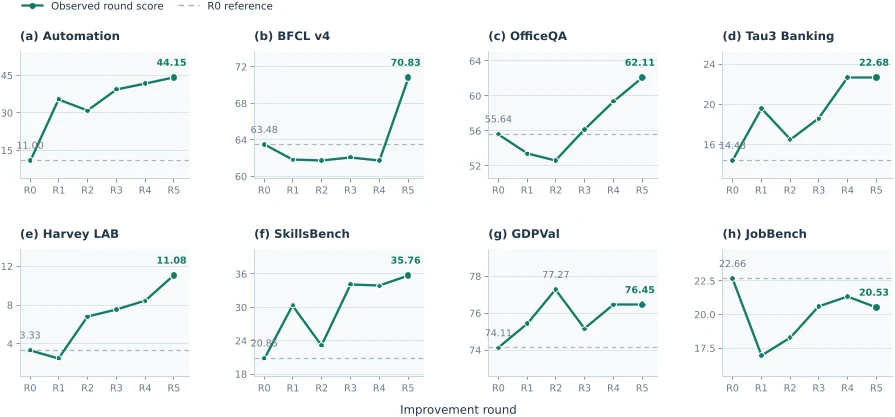 Observed round score R0 reference
(a) Automation
44.15
45
30
15
11.00
R0 R1 R2 R3 R4 R5
(b) BFCL v4
70.83
72
68
64
60
63.48
R0 R1 R2 R3 R4 R5
(c) OfficeQA
62.11
64
60
56
52
55.64
R0 R1 R2 R3 R4 R5
(d) Tau3 Banking
22.68
24
20
16
14.43
R0 R1 R2 R3 R4 R5
(e) Harvey LAB
11.08
12
8
4
3.33
R0 R1 R2 R3 R4 R5
(f) SkillsBench
35.76
36
30
24
18
20.85
R0 R1 R2 R3 R4 R5
(g) GDPVal
77.27
76.45
78
76
74
74.11
R0 R1 R2 R3 R4 R5
(h) JobBench
22.66
20.53
22.5
20.0
17.5
R0 R1 R2 R3 R4 R5
Improvement round